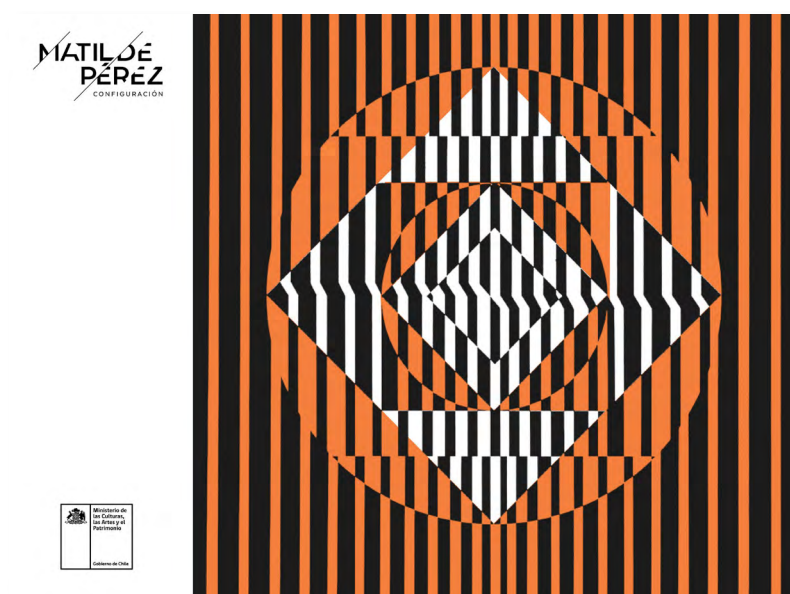 MATILDE
PÉREZ
CONFIGURACIÓN
Ministerio de
las Culturas,
las Artes y el
Patrimonio
Gobierno de Chile